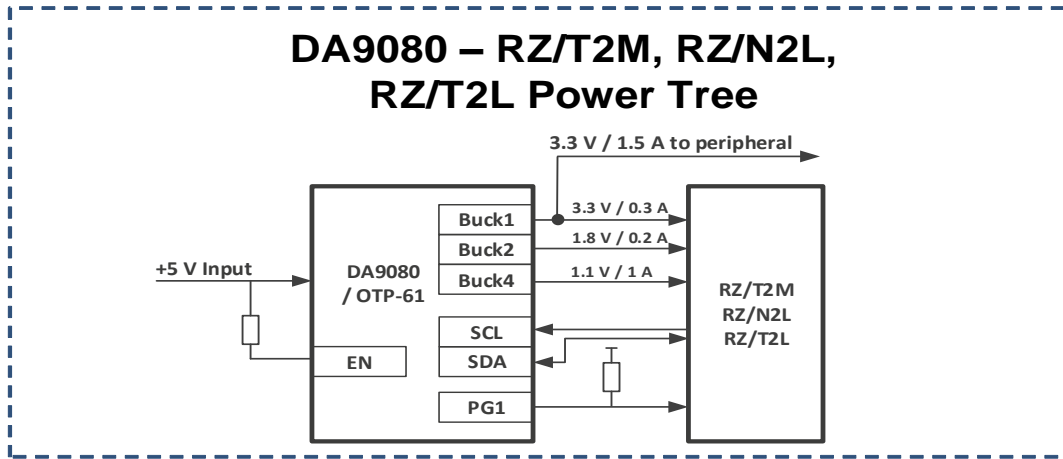 DA9080 – RZ/T2M, RZ/N2L,
RZ/T2L Power Tree
3.3 V / 1.5 A to peripheral
Buck1
3.3 V / 0.3 A
Buck2
1.8 V / 0.2 A
+5 V Input
DA9080
/ OTP-61
Buck4
1.1 V / 1 A
RZ/T2M
RZ/N2L
RZ/T2L
SCL
EN
SDA
PG1